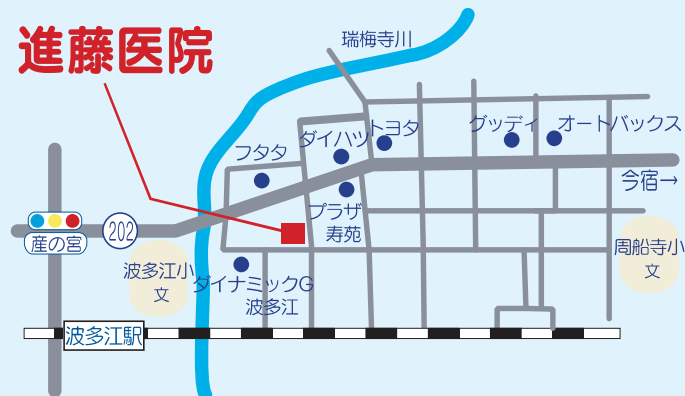 進藤医院
瑞梅寺川
トヨタ
グッディ
オートバックス
ダイハツ
フタタ
今宿→
プラザ
寿苑
202
産の宮
波多江小
文
ダイナミックG
波多江
周船寺小
文
波多江駅